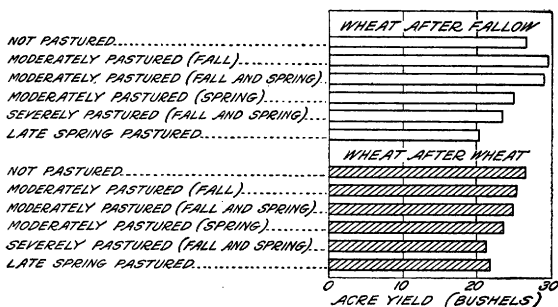 WHEAT AFTER FALLOW
NOT PASTURED
MODERATELY PASTURED (FALL)
MODERATELY PASTURED (FALL AND SPRING)
MODERATELY PASTURED (SPRING)
SEVERELY PASTURED (FALL AND SPRING)
LATE SPRING PASTURED
WHEAT AFTER WHEAT
NOT PASTURED
MODERATELY PASTURED (FALL)
MODERATELY PASTURED (FALL AND SPRING)
MODERATELY PASTURED (SPRING)
SEVERELY PASTURED (FALL AND SPRING)
LATE SPRING PASTURED
0 10 20 30
ACRE YIELD (BUSHELS)